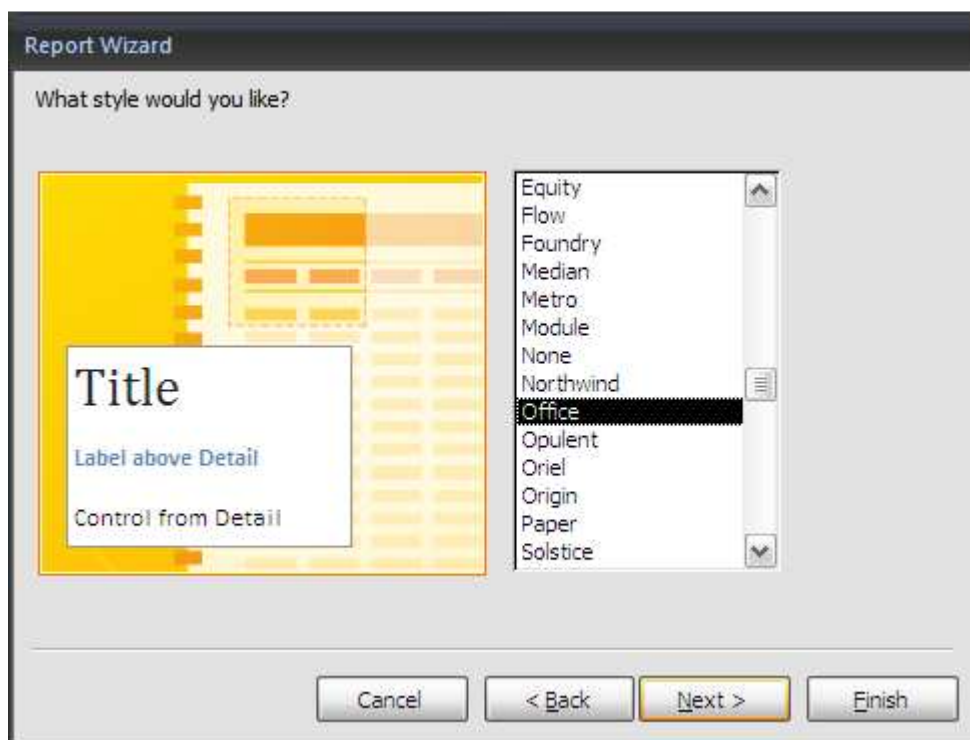 Report Wizard
What style would you like?
Title
Label above Detail
Control from Detail
Equity
Flow
Foundry
Median
Metro
Module
None
Northwind
Office
Opulent
Oriel
Origin
Paper
Solstice
Cancel
< Back
Next >
Finish